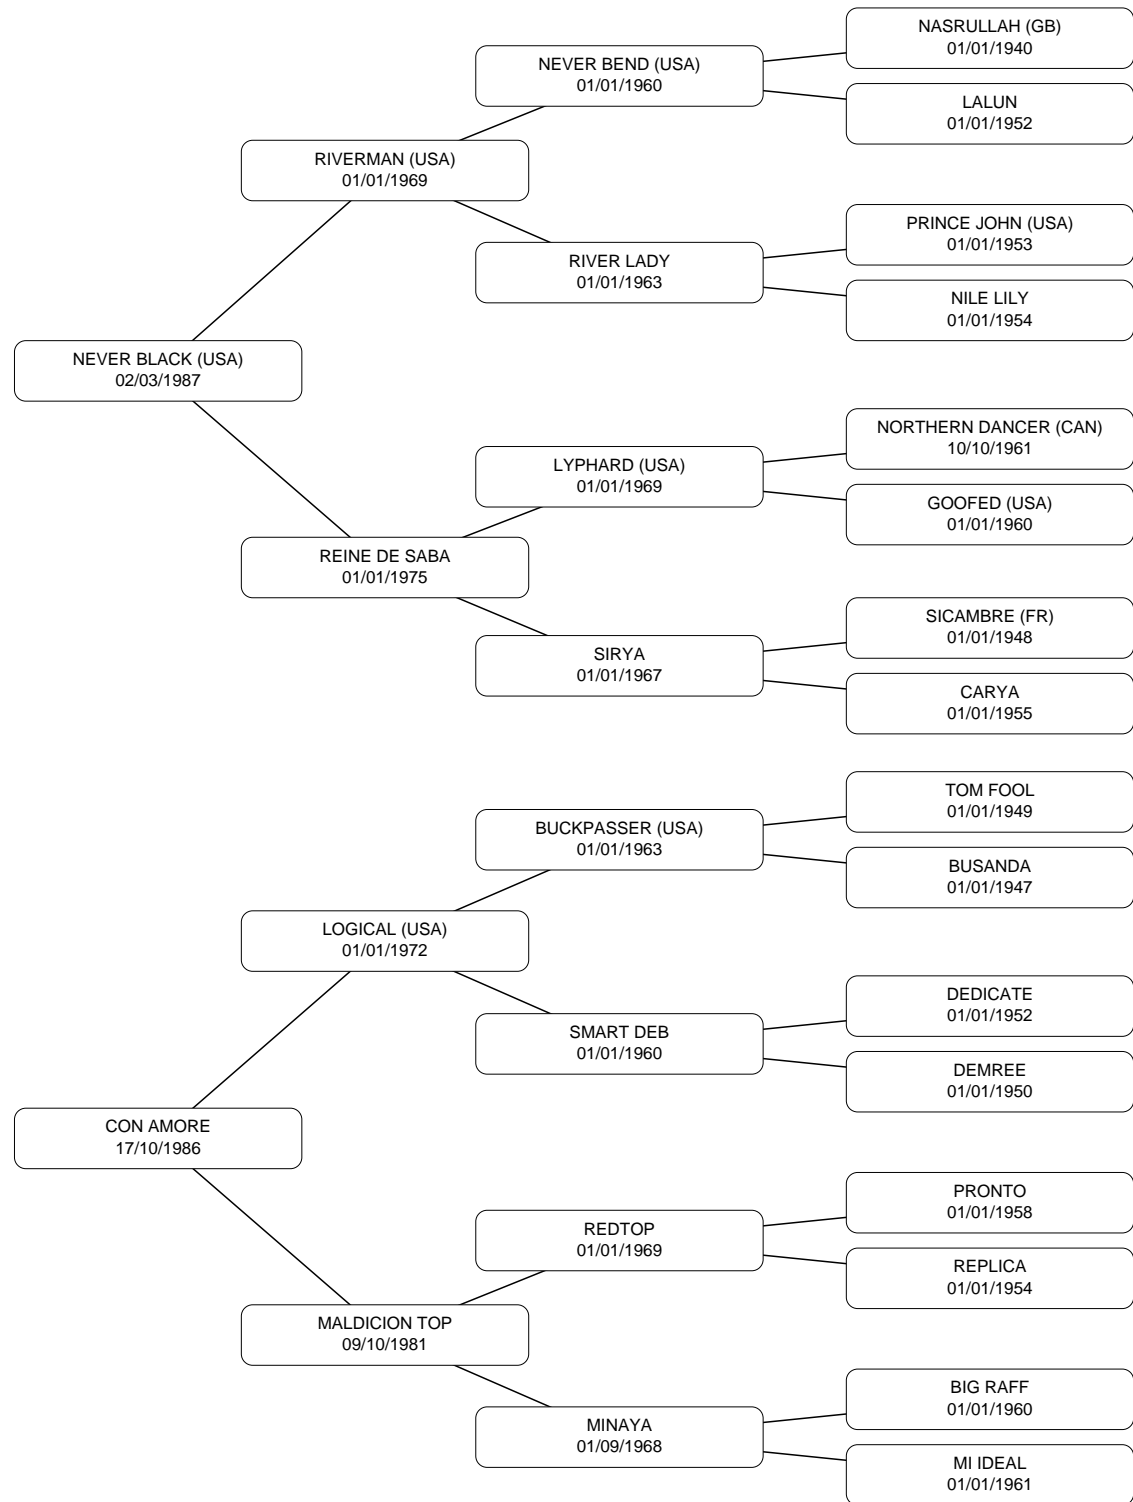 NASRULLAH (GB)
01/01/1940
NEVER BEND (USA)
01/01/1960
LALUN
01/01/1952
RIVERMAN (USA)
01/01/1969
PRINCE JOHN (USA)
01/01/1953
RIVER LADY
01/01/1963
NILE LILY
01/01/1954
NEVER BLACK (USA)
02/03/1987
NORTHERN DANCER (CAN)
10/10/1961
LYPHARD (USA)
01/01/1969
GOOFED (USA)
01/01/1960
REINE DE SABA
01/01/1975
SICAMBRE (FR)
01/01/1948
SIRYA
01/01/1967
CARYA
01/01/1955
TOM FOOL
01/01/1949
BUCKPASSER (USA)
01/01/1963
BUSANDA
01/01/1947
LOGICAL (USA)
01/01/1972
DEDICATE
01/01/1952
SMART DEB
01/01/1960
DEMREE
01/01/1950
CON AMORE
17/10/1986
PRONTO
01/01/1958
REDTOP
01/01/1969
REPLICA
01/01/1954
MALDICION TOP
09/10/1981
BIG RAFF
01/01/1960
MINAYA
01/09/1968
MI IDEAL
01/01/1961